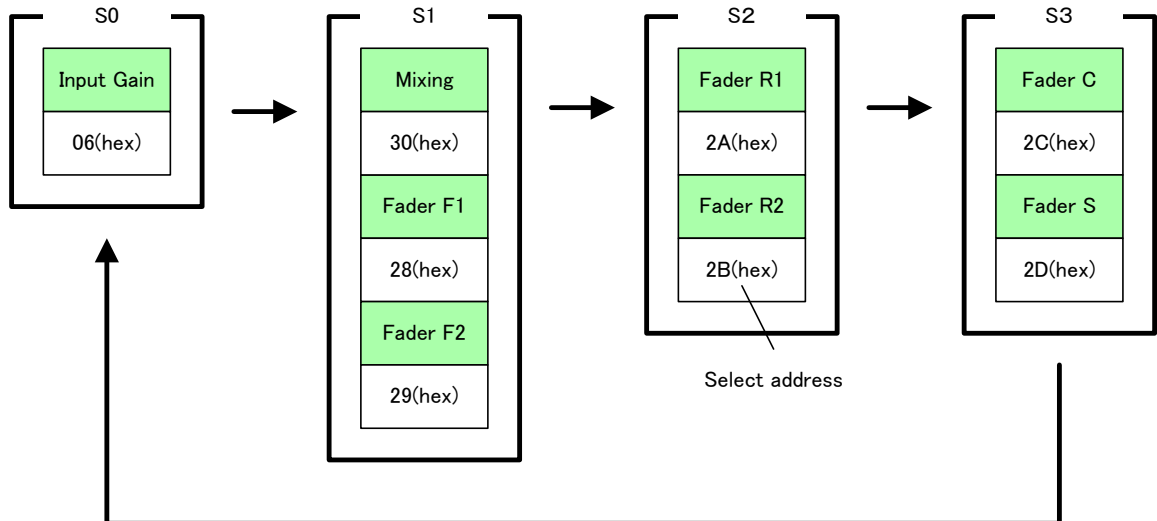 S0
Input Gain
06(hex)
S1
Mixing
30(hex)
Fader F1
28(hex)
Fader F2
29(hex)
S2
Fader R1
2A(hex)
Fader R2
2B(hex)
Select address
S3
Fader C
2C(hex)
Fader S
2D(hex)